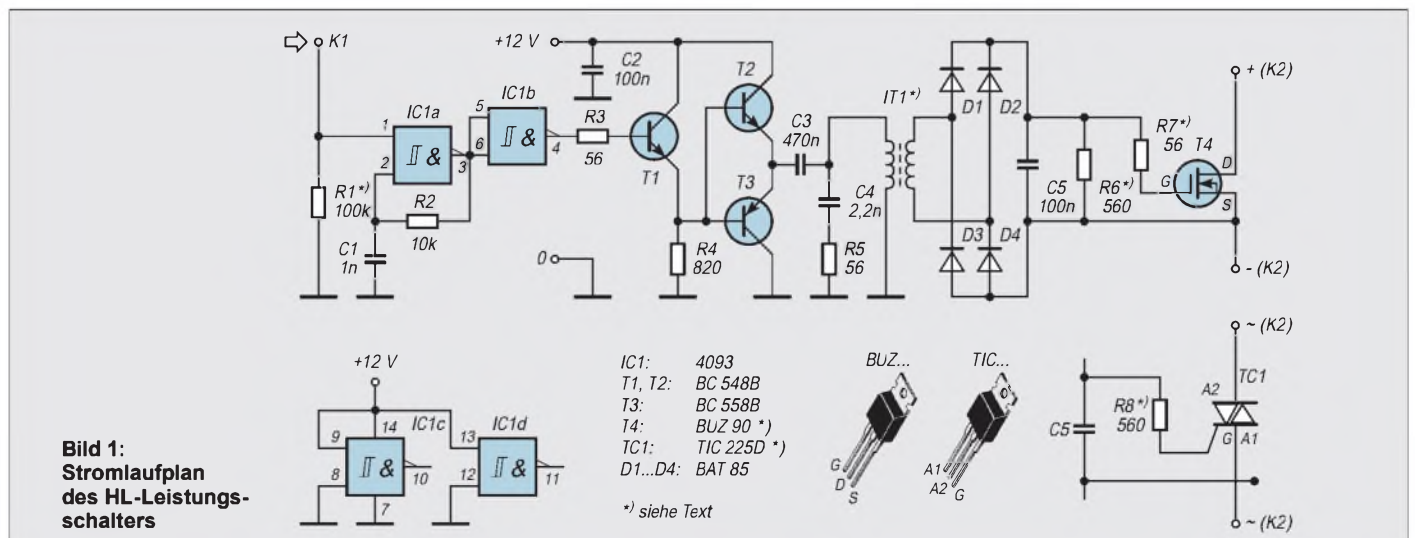 K1
+12 V
C2
100n
IC1a
IC1b
1
2
3
5
6
4
R3
56
T1
T2
T3
R1*)
100k
R2
10k
C1
1n
0
R4
820
C3
470n
C4
2,2n
R5
56
IT1*)
D1
D2
D3
D4
C5
100n
R6*)
560
R7*)
56
T4
G
D
S
+ (K2)
- (K2)
&
&
+12 V
9
14
IC1c
8
10
7
&
13
IC1d
12
11
&
IC1: 4093
T1, T2: BC 548B
T3: BC 558B
T4: BUZ 90 *)
TC1: TIC 225D *)
D1...D4: BAT 85
*) siehe Text
BUZ...
G
D
S
TIC...
A1
A2
G
~ (K2)
C5
R8*)
560
A2
TC1
G
A1
~ (K2)
Bild 1:
Stromlaufplan
des HL-Leistungs-
schalters